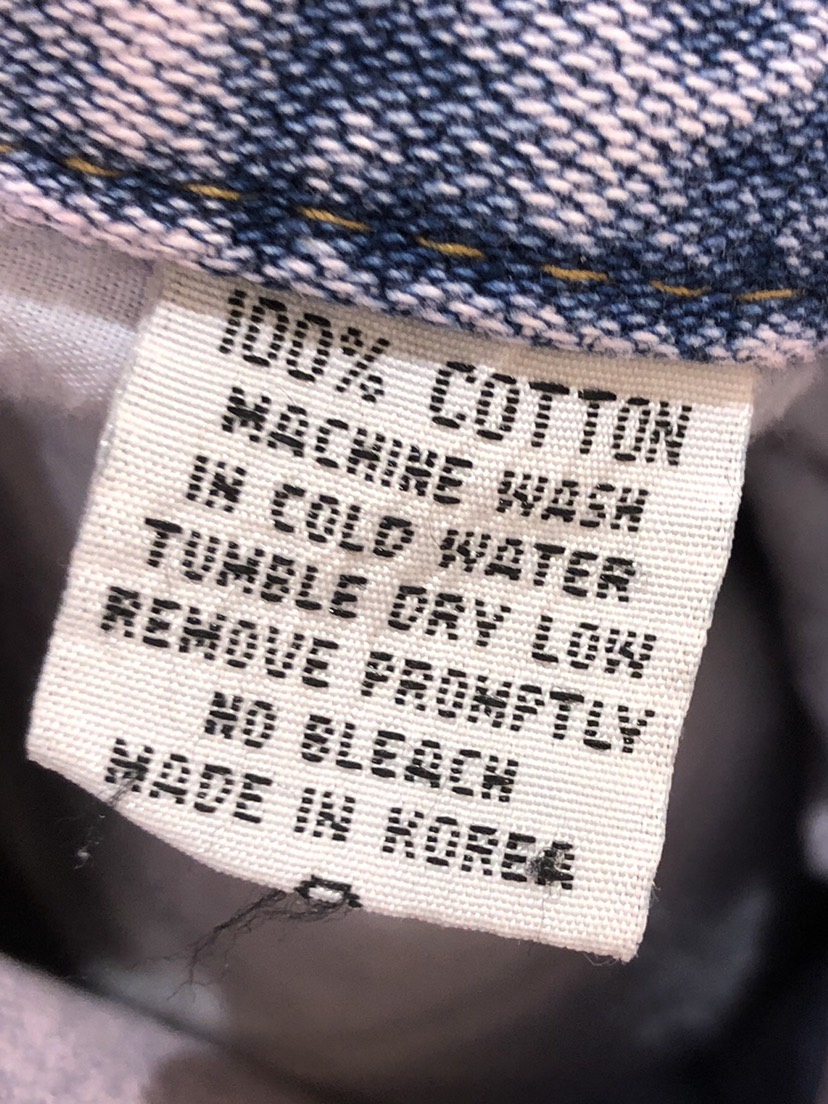 100% COTTON
MACHINE WASH
IN COLD WATER
TUMBLE DRY LOW
REMOVE PROMPTLY
NO BLEACH
MADE IN KOREA